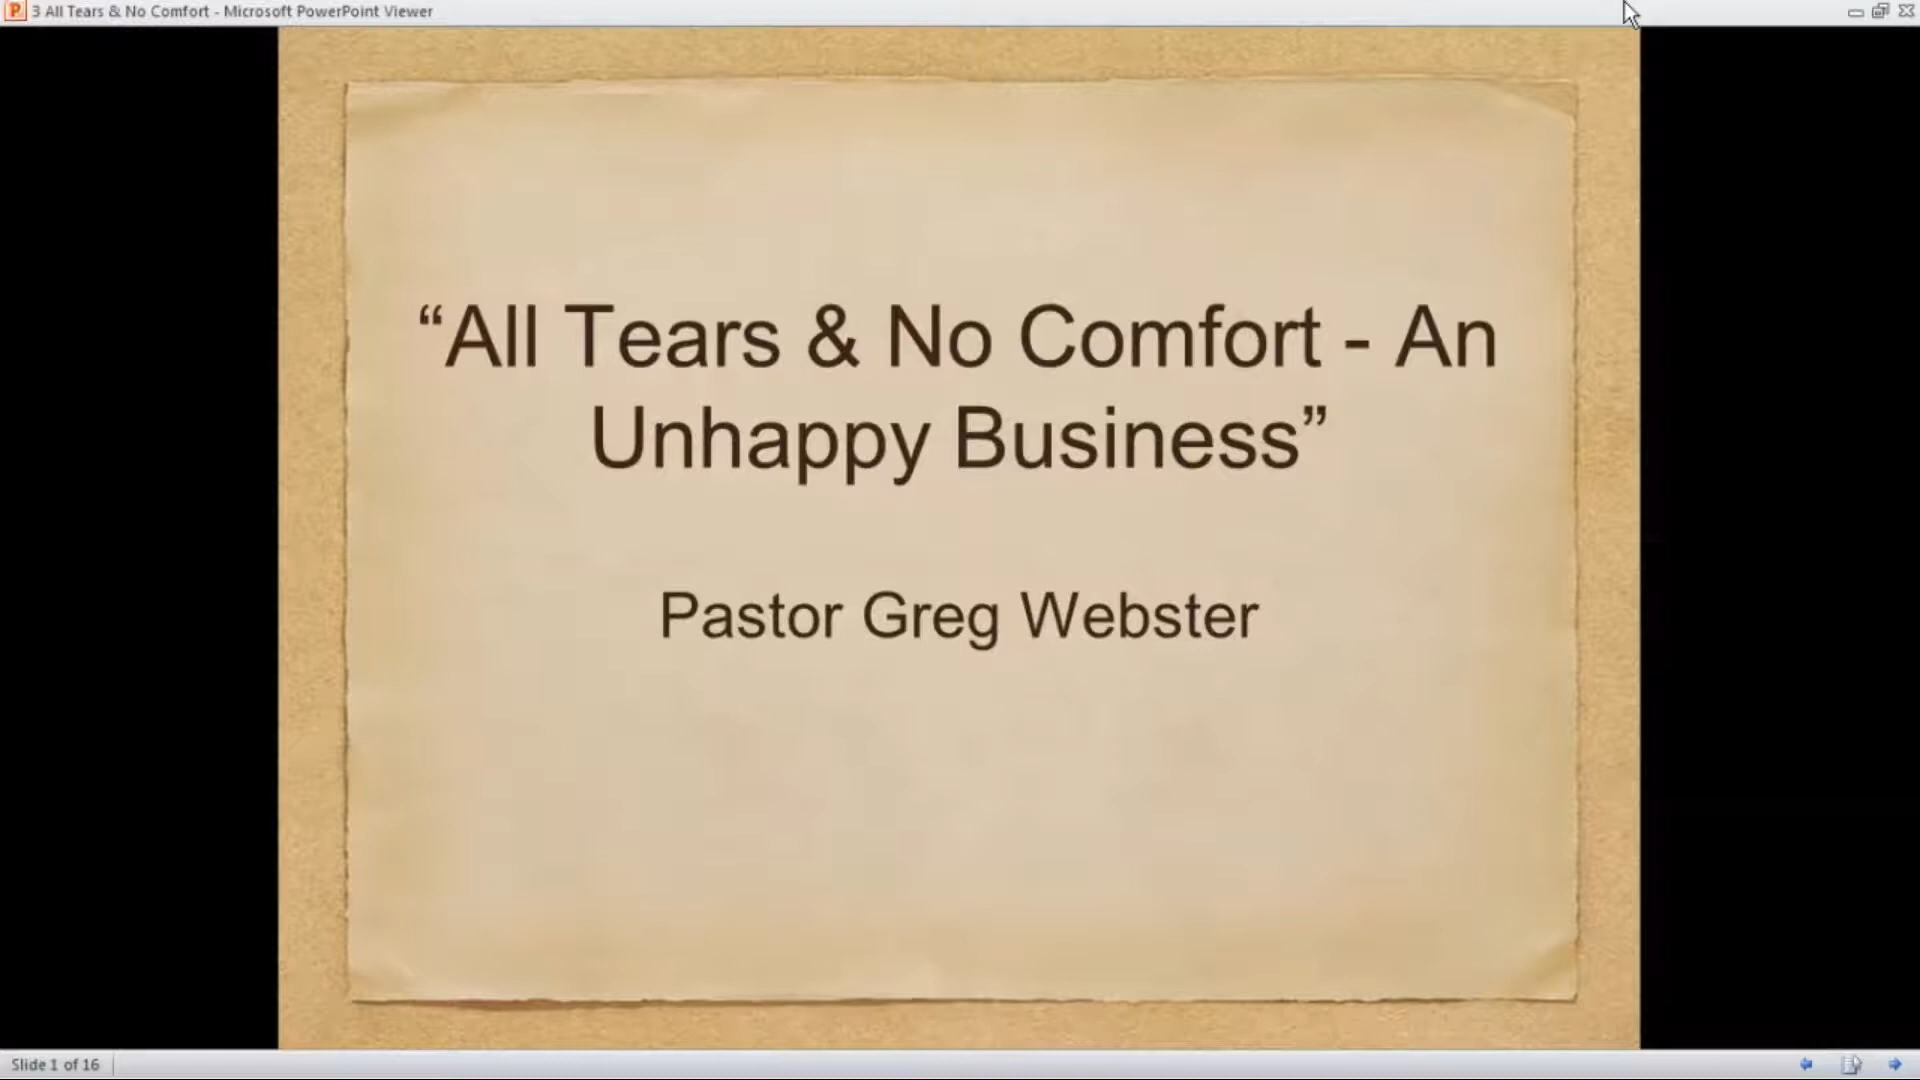 3 All Tears & No Comfort - Microsoft PowerPoint Viewer
“All Tears & No Comfort - An
Unhappy Business”
Pastor Greg Webster
Slide 1 of 16